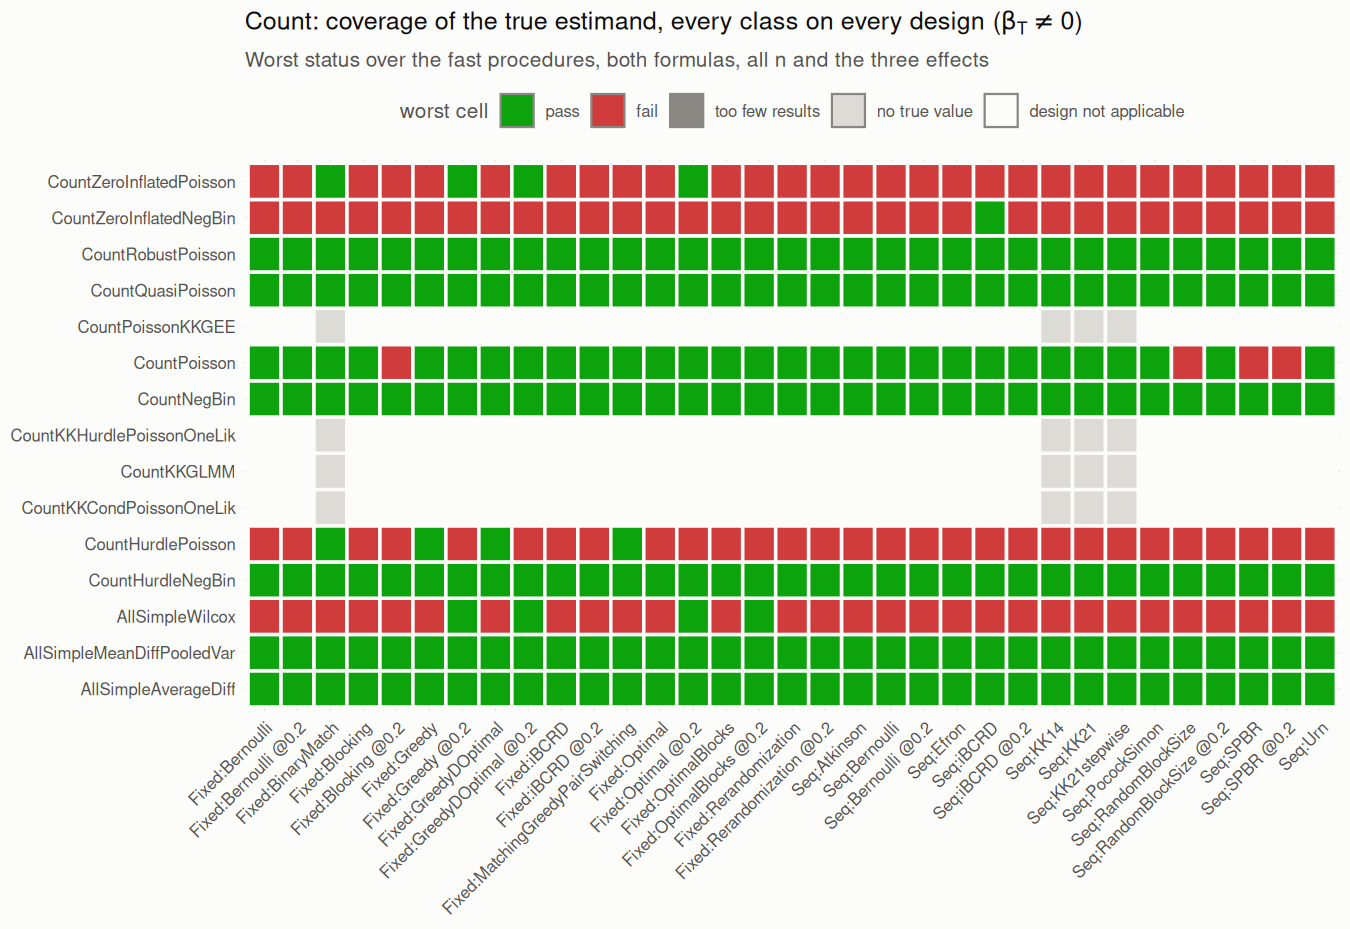 Count: coverage of the true estimand, every class on every design (βT ≠ 0)
Worst status over the fast procedures, both formulas, all n and the three effects
worst cell pass fail too few results no true value design not applicable
CountZeroInflatedPoisson
CountZeroInflatedNegBin
CountRobustPoisson
CountQuasiPoisson
CountPoissonKKGEE
CountPoisson
CountNegBin
CountKKHurdlePoissonOneLik
CountKKGLMM
CountKKCondPoissonOneLik
CountHurdlePoisson
CountHurdleNegBin
AllSimpleWilcox
AllSimpleMeanDiffPooledVar
AllSimpleAverageDiff
Fixed:Bernoulli
Fixed:Bernoulli @0.2
Fixed:BinaryMatch
Fixed:Blocking
Fixed:Blocking @0.2
Fixed:Greedy
Fixed:Greedy @0.2
Fixed:GreedyDOptimal
Fixed:GreedyDOptimal @0.2
Fixed:iBCRD
Fixed:iBCRD @0.2
Fixed:MatchingGreedyPairSwitching
Fixed:Optimal
Fixed:Optimal @0.2
Fixed:OptimalBlocks
Fixed:OptimalBlocks @0.2
Fixed:Rerandomization
Fixed:Rerandomization @0.2
Seq:Atkinson
Seq:Bernoulli
Seq:Bernoulli @0.2
Seq:Efron
Seq:iBCRD
Seq:iBCRD @0.2
Seq:KK14
Seq:KK21
Seq:KK21stepwise
Seq:PocockSimon
Seq:RandomBlockSize
Seq:RandomBlockSize @0.2
Seq:SPBR
Seq:SPBR @0.2
Seq:Urn